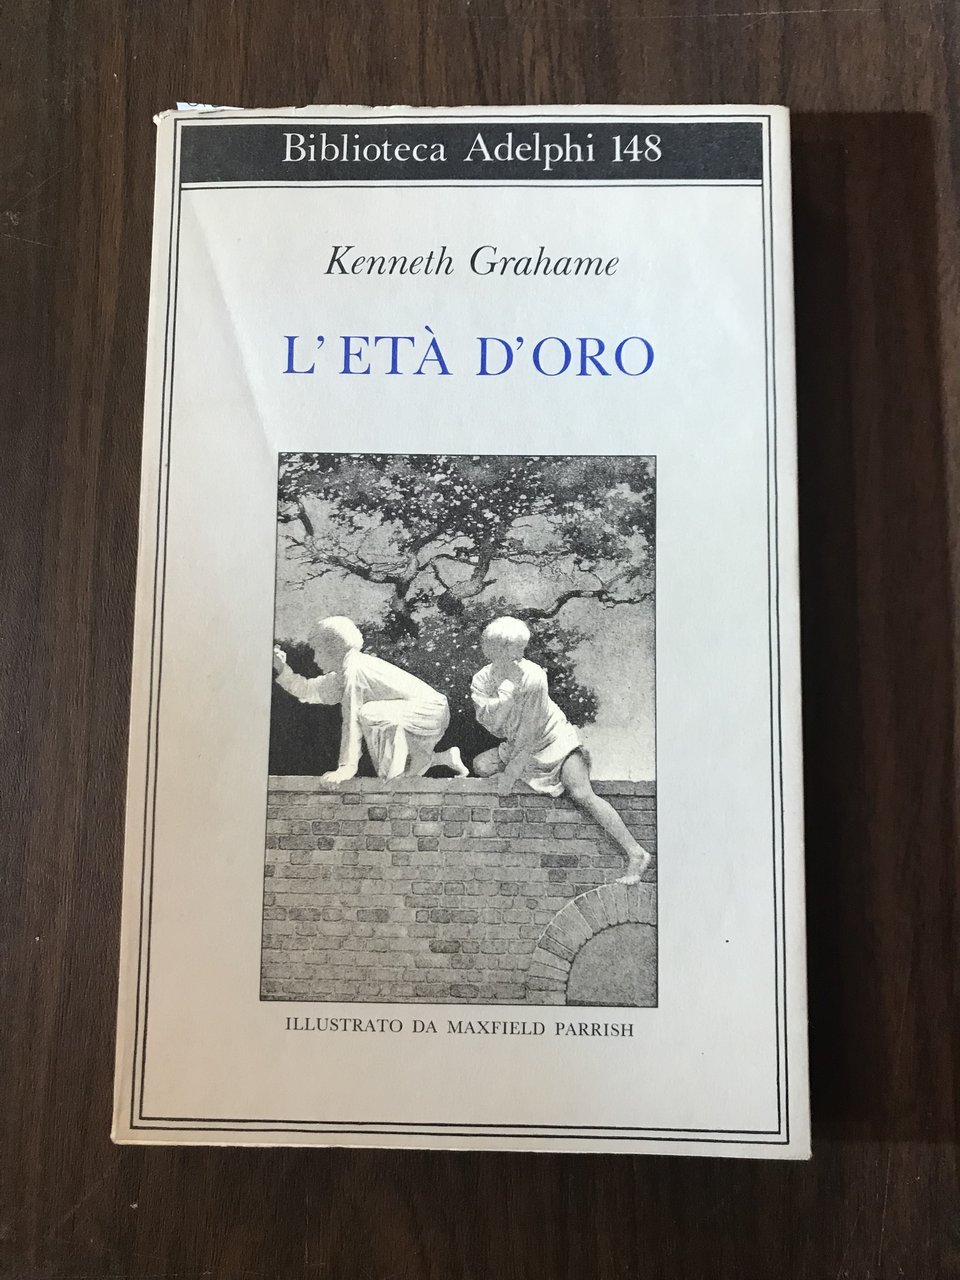 Biblioteca Adelphi 148
Kenneth Grahame
L'ETÀ D'ORO
ILLUSTRATO DA MAXFIELD PARRISH